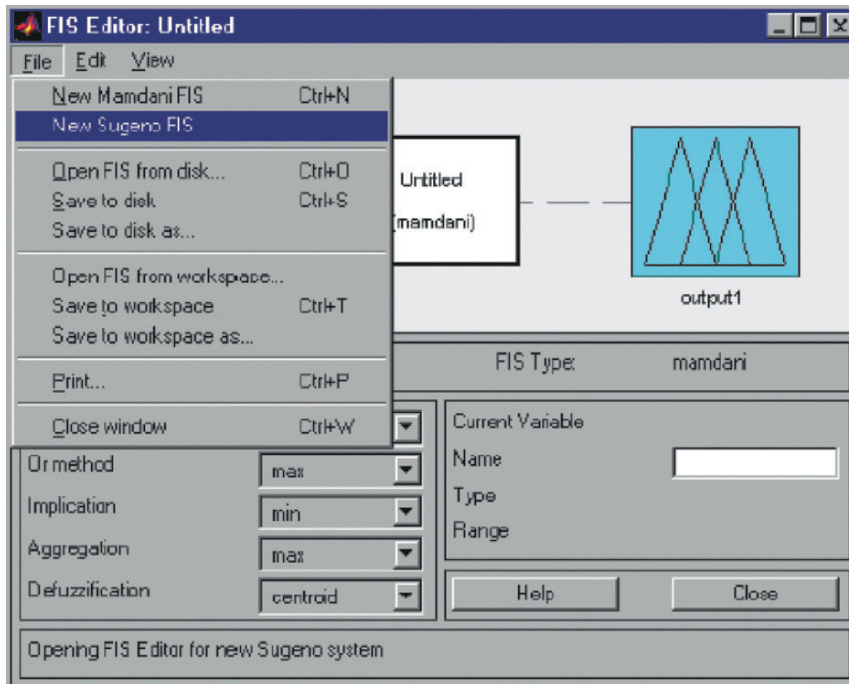 FIS Editor: Untitled
File Edit View
New Mamdani FIS Ctrl+N
New Sugeno FIS
Open FIS from disk... Ctrl+O
Save to disk Ctrl+S
Save to disk as...
Open FIS from workspace...
Save to workspace Ctrl+T
Save to workspace as...
Print... Ctrl+P
Close window Ctrl+W
Untitled
(mamdani)
output1
FIS Type: mamdani
Or method max
Implication min
Aggregation max
Defuzzification centroid
Current Variable
Name
Type
Range
Help Close
Opening FIS Editor for new Sugeno system